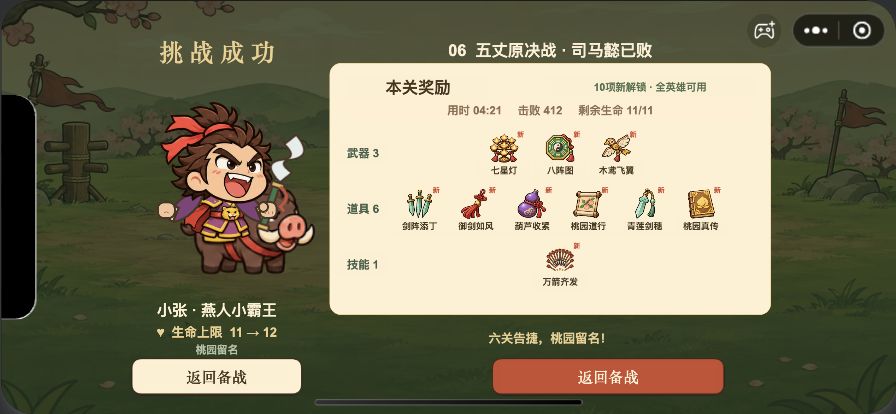 挑战成功
06 五丈原决战 · 司马懿已败
本关奖励
10项新解锁 · 全英雄可用
用时 04:21 击败 412 剩余生命 11/11
武器 3
新 新 新
七星灯 八阵图 木鸢飞翼
道具 6
新 新 新 新 新 新
剑阵添丁 御剑如风 葫芦收紧 桃园道行 青莲剑穗 桃园真传
技能 1
新
万箭齐发
小张 · 燕人小霸王
♥ 生命上限 11 → 12
桃园留名
返回备战
六关告捷，桃园留名！
返回备战